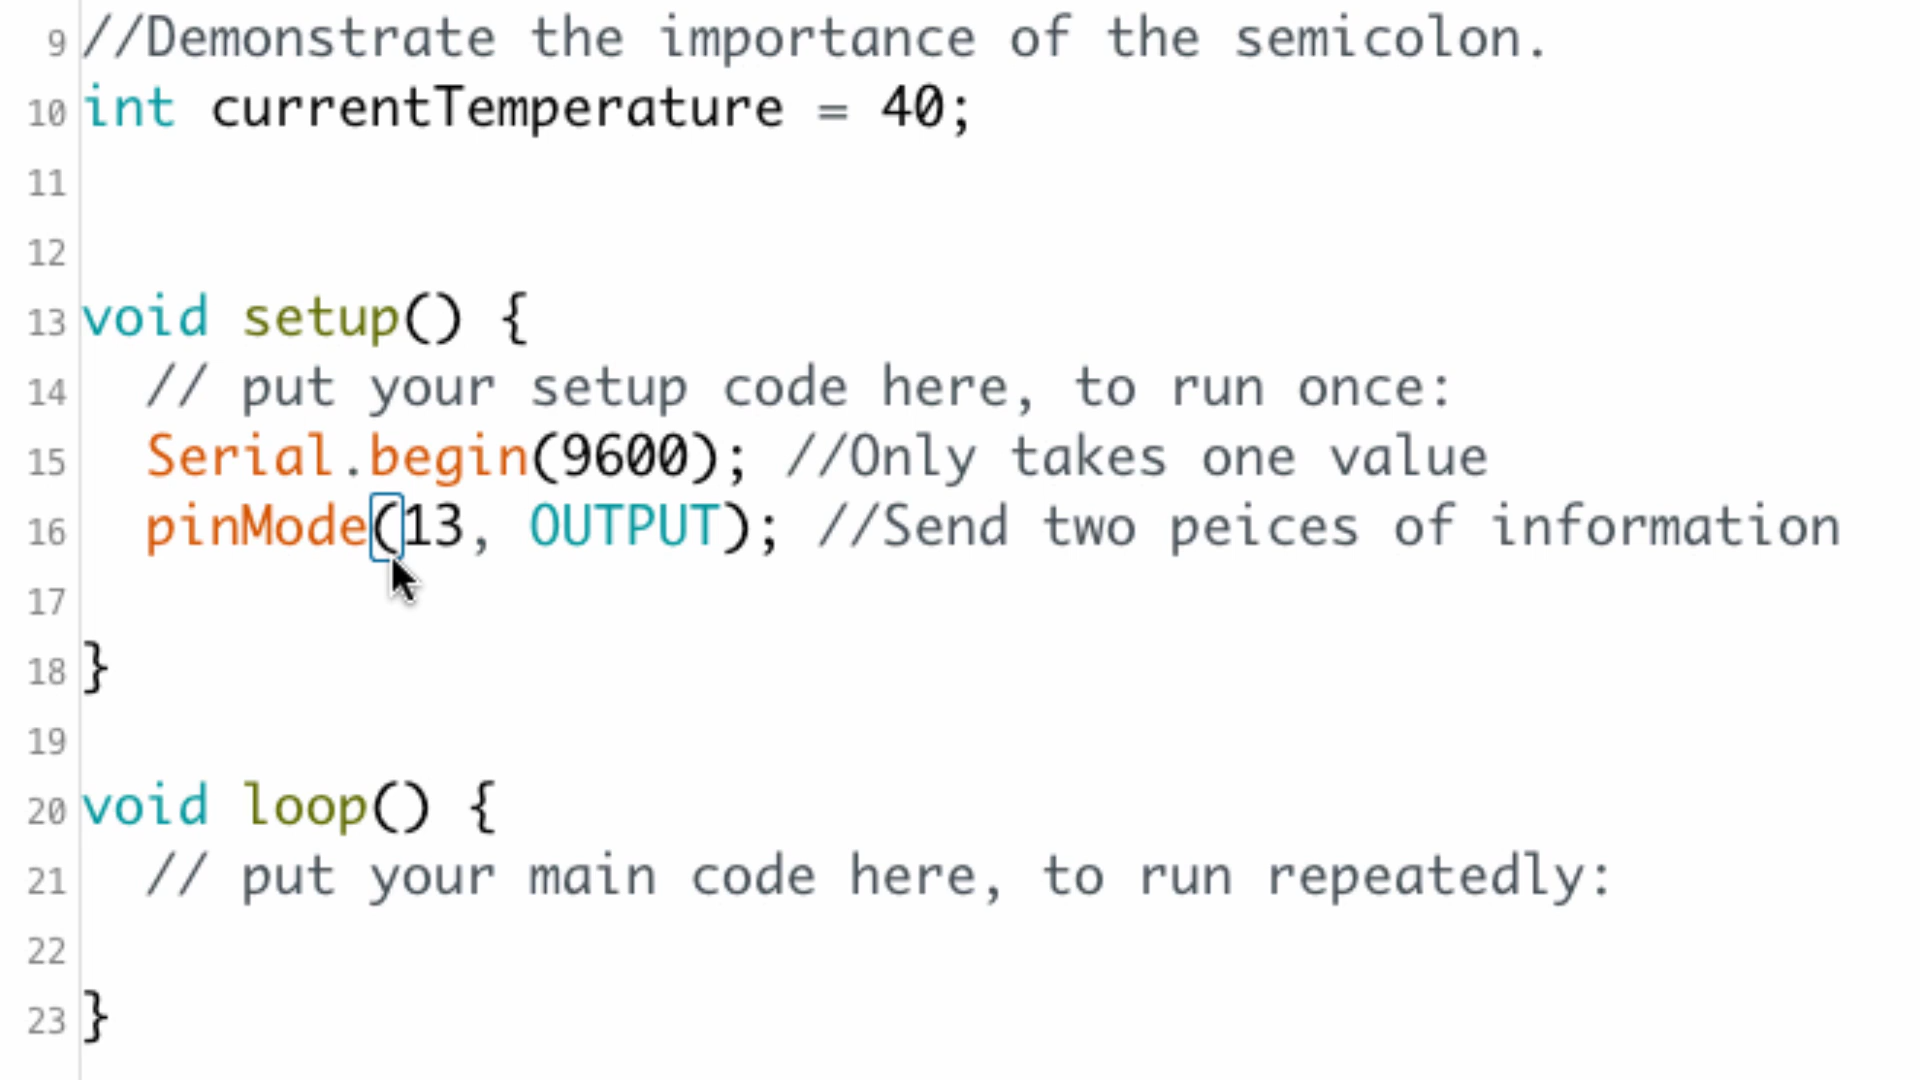 9 //Demonstrate the importance of the semicolon.
10 int currentTemperature = 40;
11
12
13 void setup() {
14   // put your setup code here, to run once:
15   Serial.begin(9600); //Only takes one value
16   pinMode(13, OUTPUT); //Send two peices of information
17
18 }
19
20 void loop() {
21   // put your main code here, to run repeatedly:
22
23 }